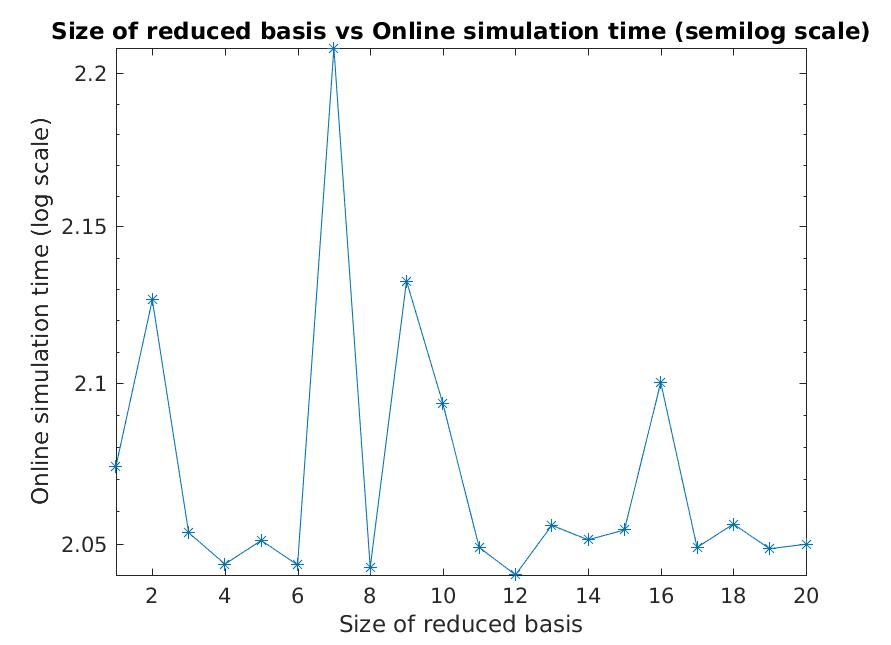 Size of reduced basis vs Online simulation time (semilog scale)
Online simulation time (log scale)
2.2
2.15
2.1
2.05
2 4 6 8 10 12 14 16 18 20
Size of reduced basis